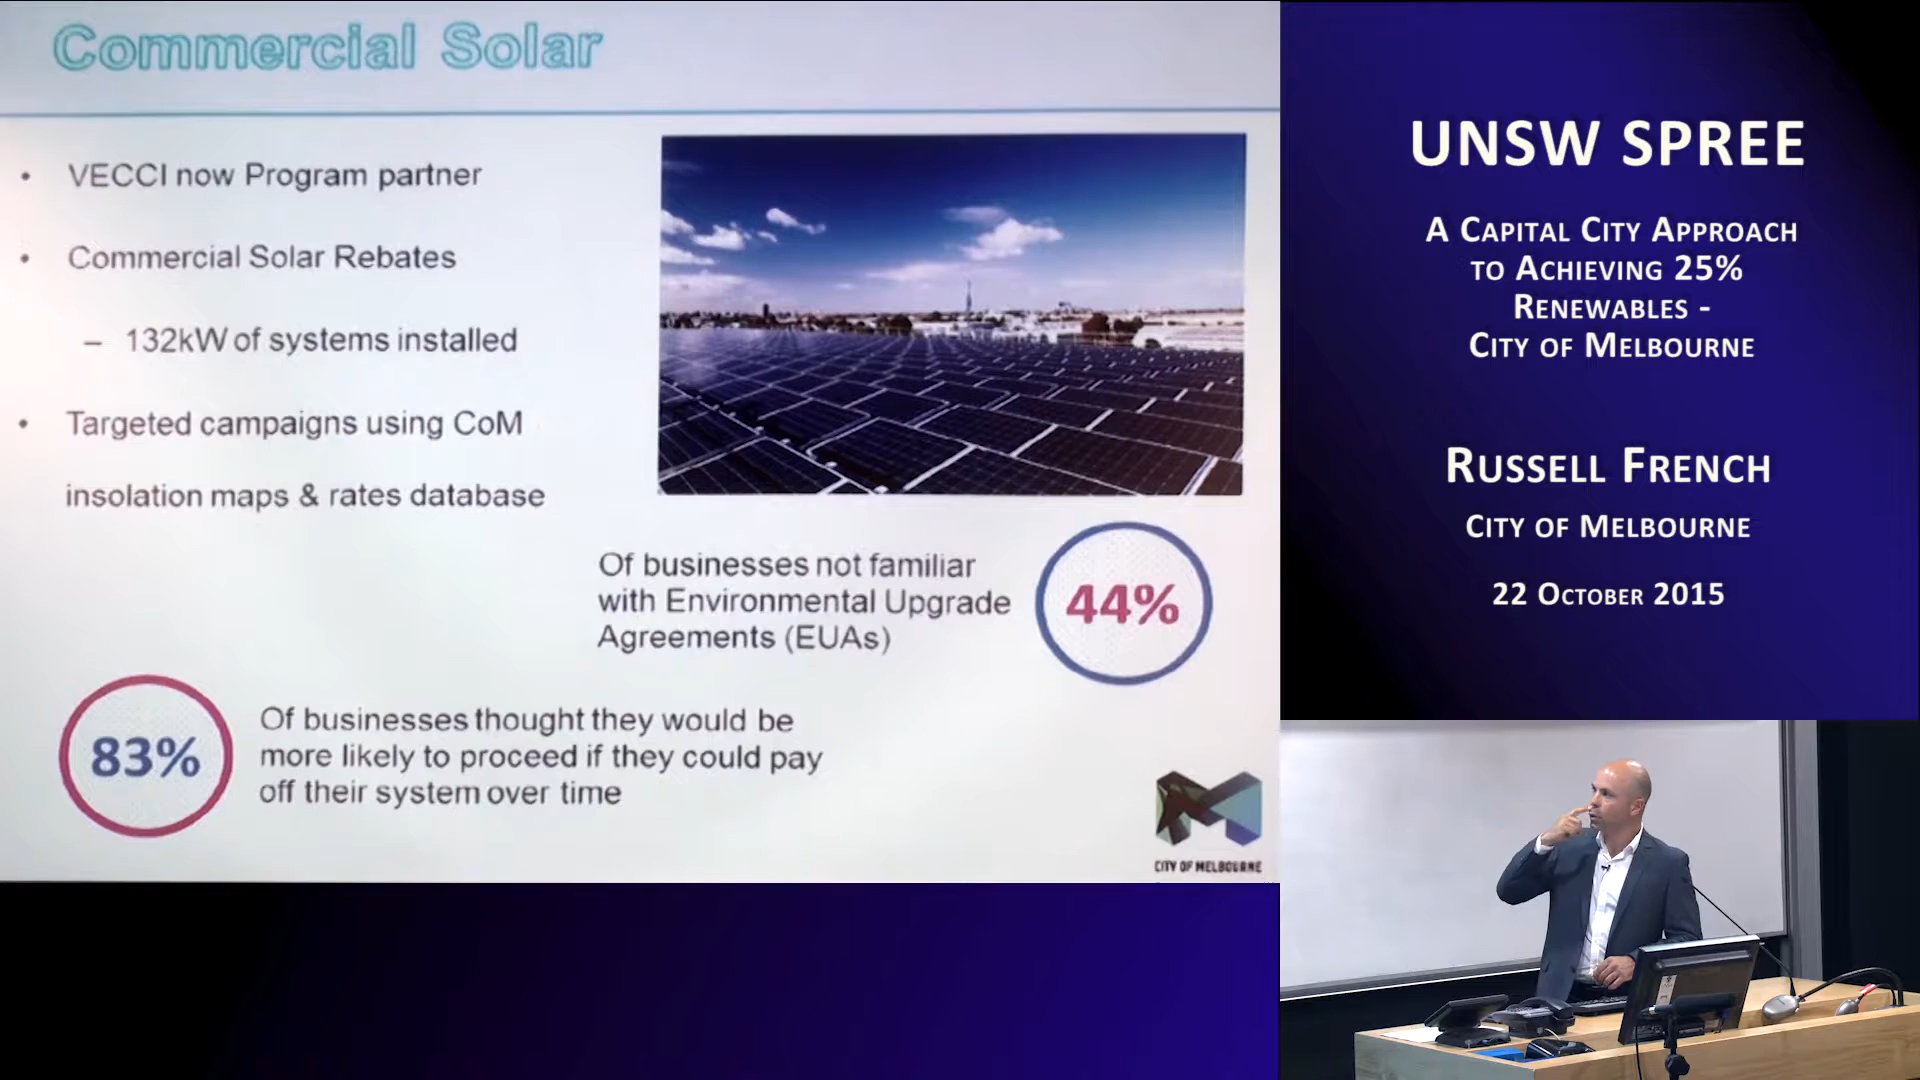 Commercial Solar
• VECCI now Program partner
• Commercial Solar Rebates
– 132kW of systems installed
• Targeted campaigns using CoM
insolation maps & rates database
Of businesses not familiar
with Environmental Upgrade
Agreements (EUAs)
44%
83%
Of businesses thought they would be
more likely to proceed if they could pay
off their system over time
CITY OF MELBOURNE
UNSW SPREE
A CAPITAL CITY APPROACH
TO ACHIEVING 25%
RENEWABLES -
CITY OF MELBOURNE
RUSSELL FRENCH
CITY OF MELBOURNE
22 OCTOBER 2015